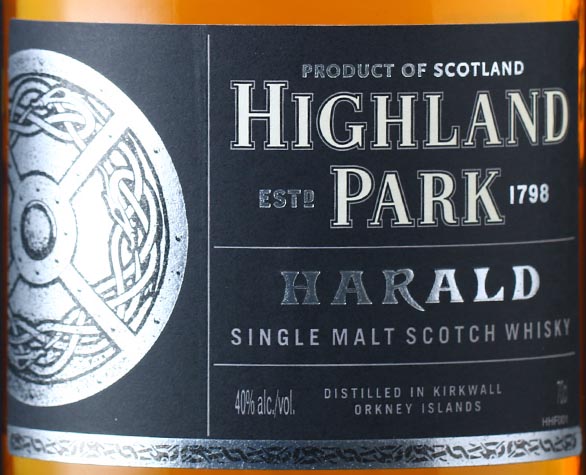 PRODUCT OF SCOTLAND
HIGHLAND
ESTD PARK 1798
HARALD
SINGLE MALT SCOTCH WHISKY
40% alc./vol. DISTILLED IN KIRKWALL 70cl
ORKNEY ISLANDS